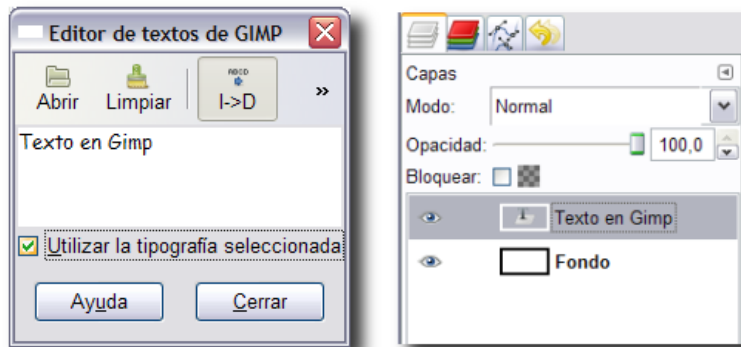 Editor de textos de GIMP
Abrir Limpiar I->D »
Texto en Gimp
Utilizar la tipografía seleccionada
Ayuda Cerrar
Capas
Modo: Normal
Opacidad: 100,0
Bloquear:
Texto en Gimp
Fondo